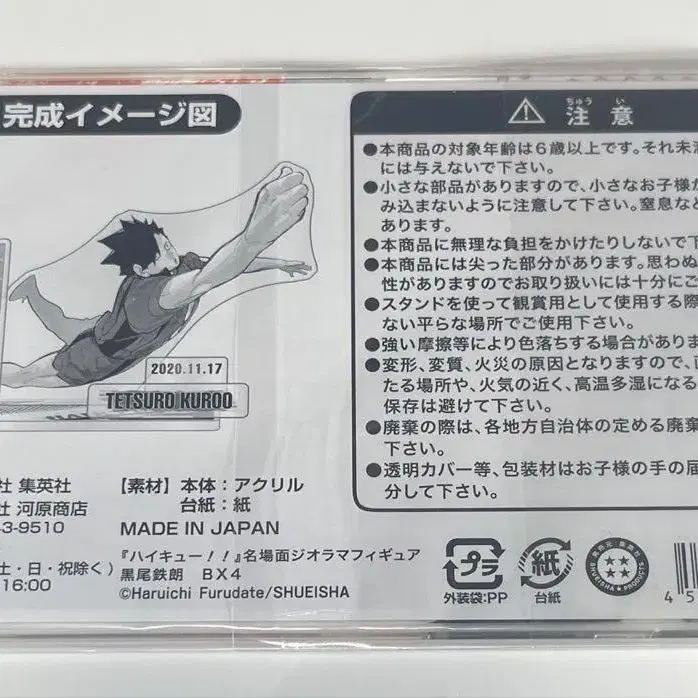 完成イメージ図
2020.11.17
TETSURO KUROO
社 集英社
社 河原商店
3-9510
土・日・祝除く)
16:00
【素材】本体:アクリル
台紙:紙
MADE IN JAPAN
『ハイキュー!!』名場面ジオラマフィギュア
黒尾鉄朗 BX4
©Haruichi Furudate/SHUEISHA
ちゅう い
注 意
●本商品の対象年齢は6歳以上です。それ未満
には与えないで下さい。
●小さな部品がありますので、小さなお子様が
み込まないように注意して下さい。窒息など
あります。
●本商品に無理な負担をかけたりしないで下
●本商品には尖った部分があります。思わぬ
性がありますのでお取り扱いには十分にご
●スタンドを使って観賞用として使用する際
ない平らな場所でご使用下さい。
●強い摩擦等により色落ちする場合がありま
●変形、変質、火災の原因となりますので、直
たる場所や、火気の近く、高温多湿になる
保存は避けて下さい。
●廃棄の際は、各地方自治体の定める廃棄
下さい。
●透明カバー等、包装材はお子様の手の届
分して下さい。
プラ
外装袋:PP
紙
台紙
発売元 集英社
SHUEISHA PRODUCTS
45